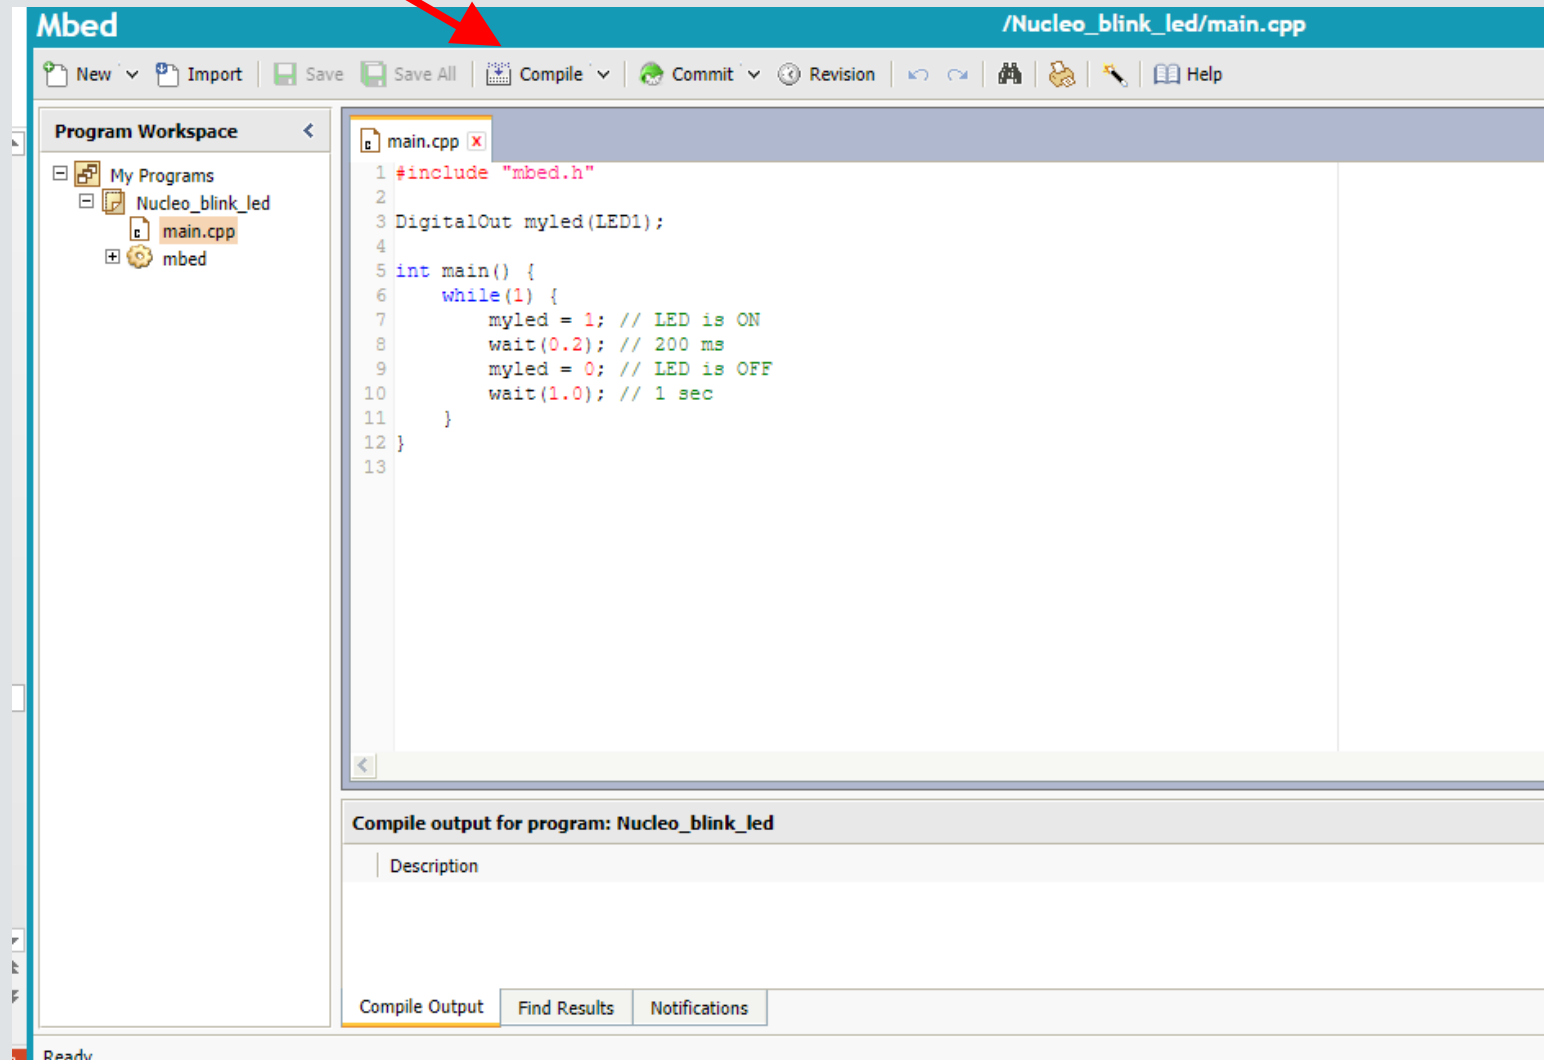 Mbed /Nucleo_blink_led/main.cpp
New Import Save Save All Compile Commit Revision Help
Program Workspace
My Programs
Nucleo_blink_led
main.cpp
mbed
main.cpp
1 #include "mbed.h"
2
3 DigitalOut myled(LED1);
4
5 int main() {
6     while(1) {
7         myled = 1; // LED is ON
8         wait(0.2); // 200 ms
9         myled = 0; // LED is OFF
10         wait(1.0); // 1 sec
11     }
12 }
13
Compile output for program: Nucleo_blink_led
Description
Compile Output Find Results Notifications
Ready